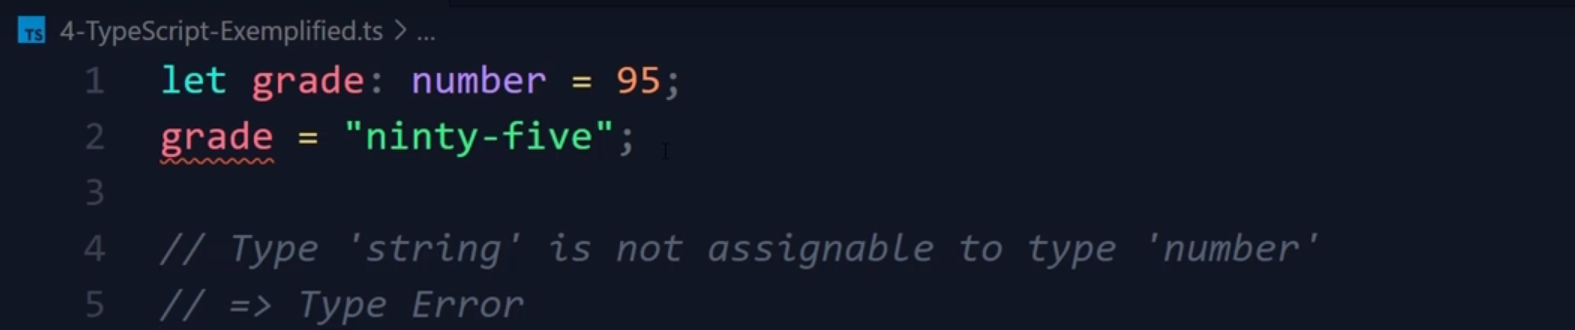 TS 4-TypeScript-Exemplified.ts > ...
1 let grade: number = 95;
2 grade = "ninty-five";
3
4 // Type 'string' is not assignable to type 'number'
5 // => Type Error